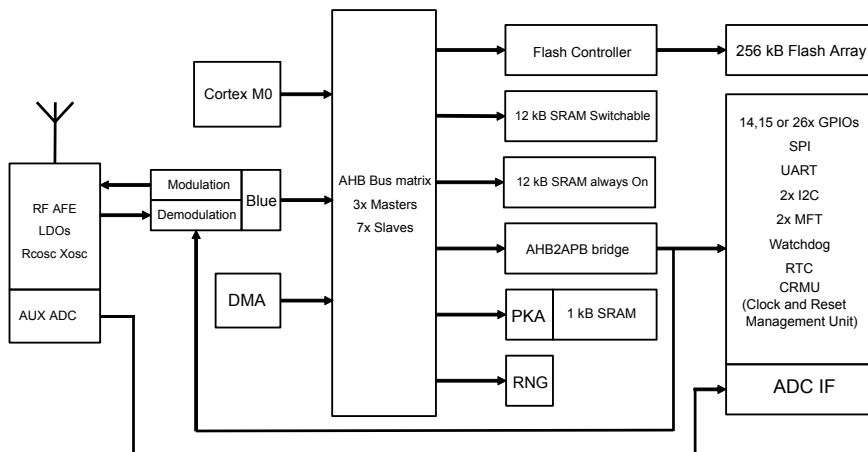 Flash Controller
256 kB Flash Array
Cortex M0
12 kB SRAM Switchable
14,15 or 26x GPIOs
SPI
UART
2x I2C
2x MFT
Watchdog
RTC
CRMU
(Clock and Reset
Management Unit)
RF AFE
LDOs
Rcosc Xosc
Modulation
Demodulation
Blue
AHB Bus matrix
3x Masters
7x Slaves
12 kB SRAM always On
AHB2APB bridge
AUX ADC
DMA
PKA
1 kB SRAM
RNG
ADC IF